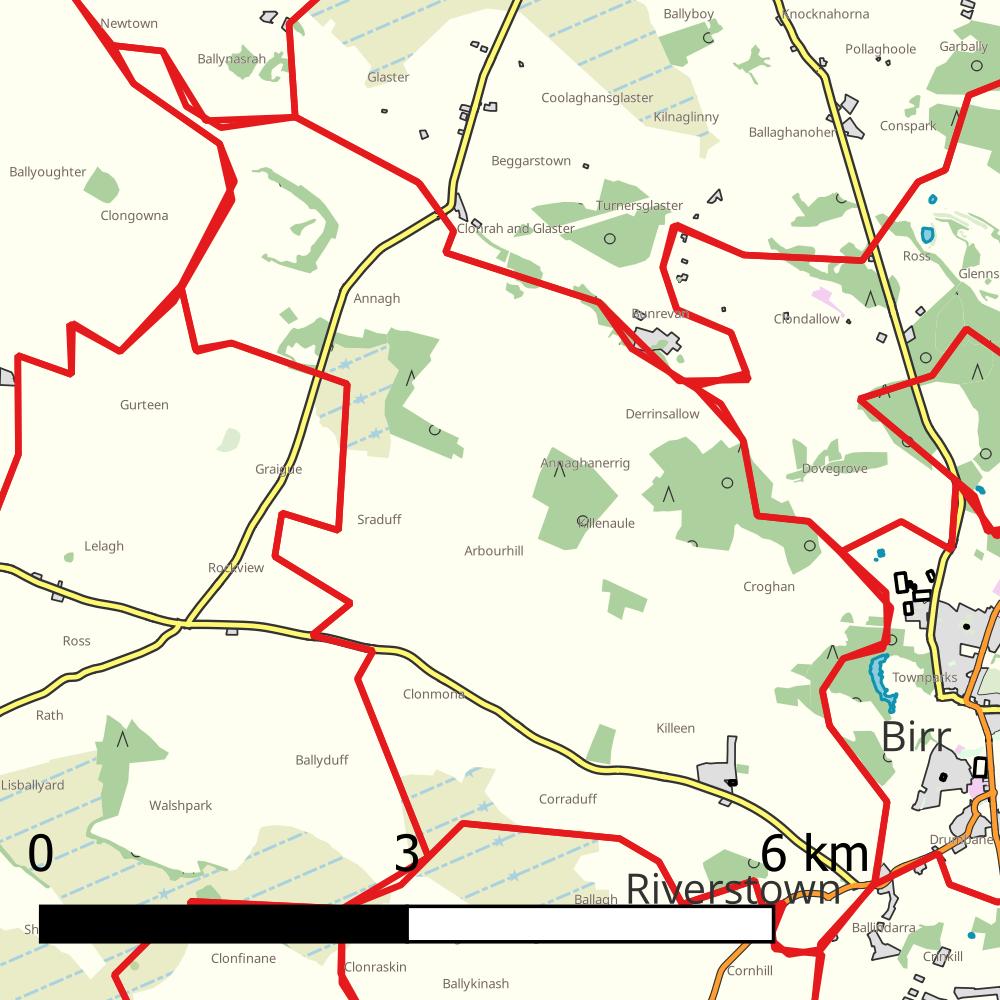 Newtown
Ballyboy
Knocknahorna
Pollaghoole
Garbally
Ballynasrah
Glaster
Coolaghansglaster
Kilnaglinny
Ballaghanoher
Conspark
Beggarstown
Ballyoughter
Clongowna
Turnersglaster
Clonrah and Glaster
Ross
Glenns
Annagh
Bunrevan
Clondallow
Gurteen
Derrinsallow
Graigue
Annaghanerrig
Dovegrove
Sraduff
Killenaule
Lelagh
Arbourhill
Rockview
Croghan
Ross
Townparks
Clonmona
Rath
Killeen
Birr
Ballyduff
Lisballyard
Walshpark
Corraduff
0 3 6 km
Drumbane
Riverstown
Ballagh
Sh
Ballindarra
Clonfinane
Clonraskin
Cornhill
Crinkill
Ballykinash